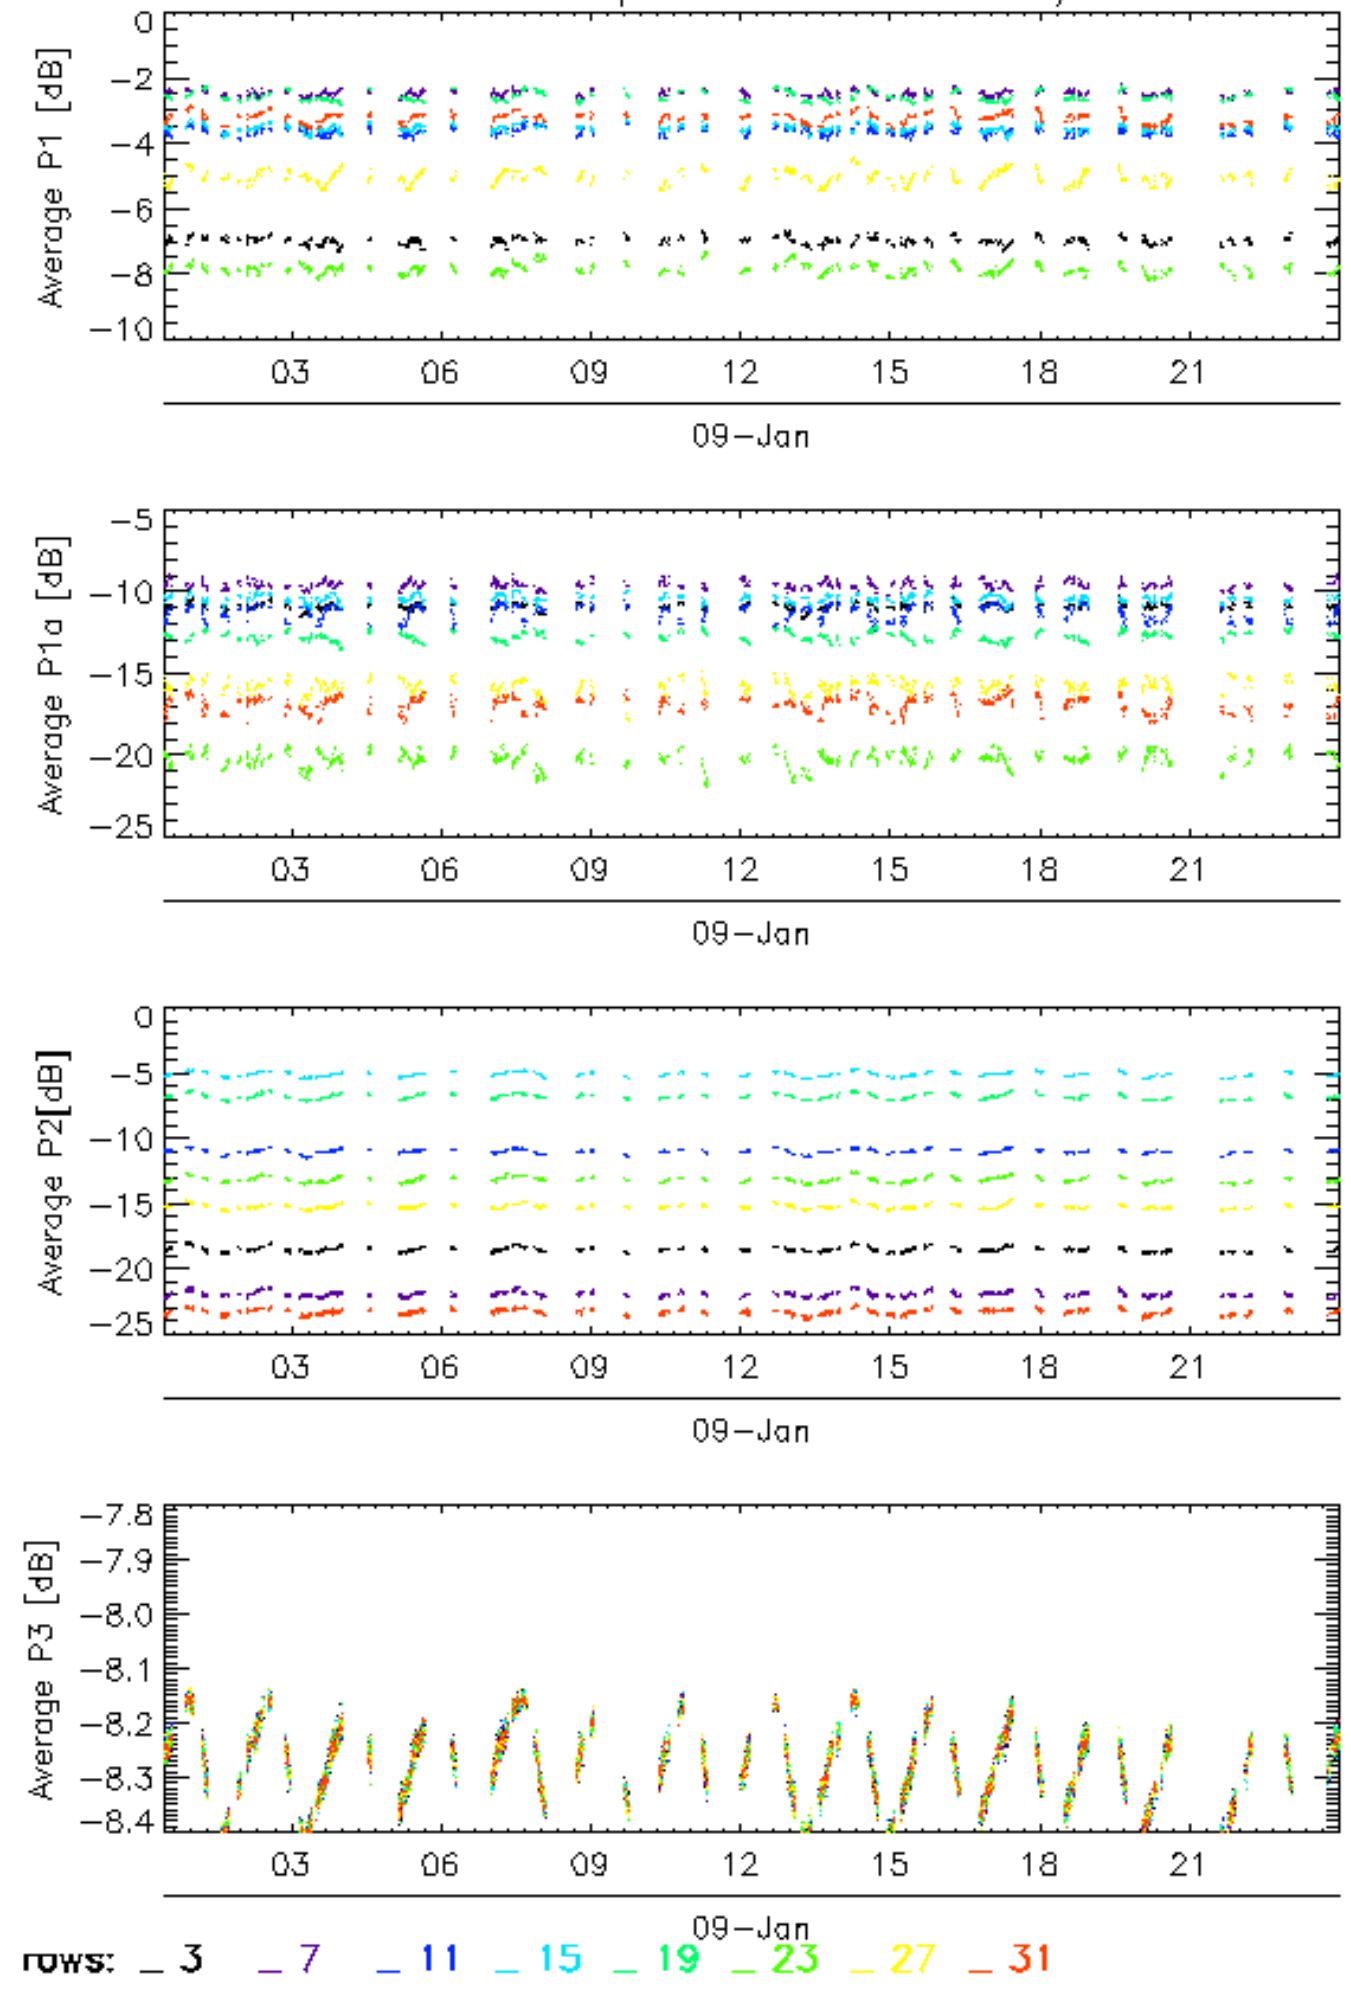 0
−2
−4
−6
−8
−10
Average P1 [dB]
03 06 09 12 15 18 21
09−Jan
−5
−10
−15
−20
−25
Average P1a [dB]
03 06 09 12 15 18 21
09−Jan
0
−5
−10
−15
−20
−25
Average P2[dB]
03 06 09 12 15 18 21
09−Jan
−7.8
−7.9
−8.0
−8.1
−8.2
−8.3
−8.4
Average P3 [dB]
03 06 09 12 15 18 21
09−Jan
rows: _ 3 _ 7 _ 11 _ 15 _ 19 _ 23 _ 27 _ 31